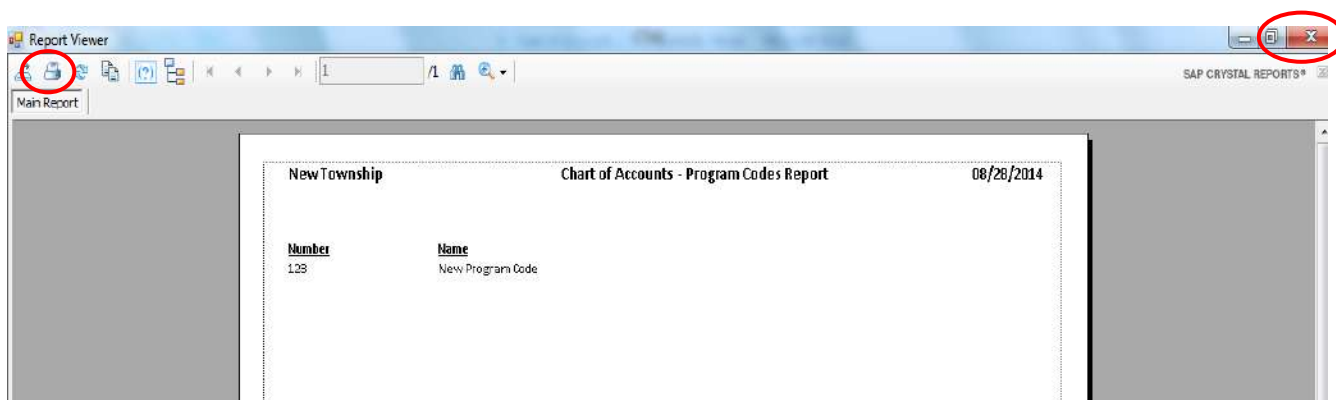 Report Viewer
1 /1 SAP CRYSTAL REPORTS®
Main Report
New Township Chart of Accounts - Program Codes Report 08/28/2014
Number Name
123 New Program Code